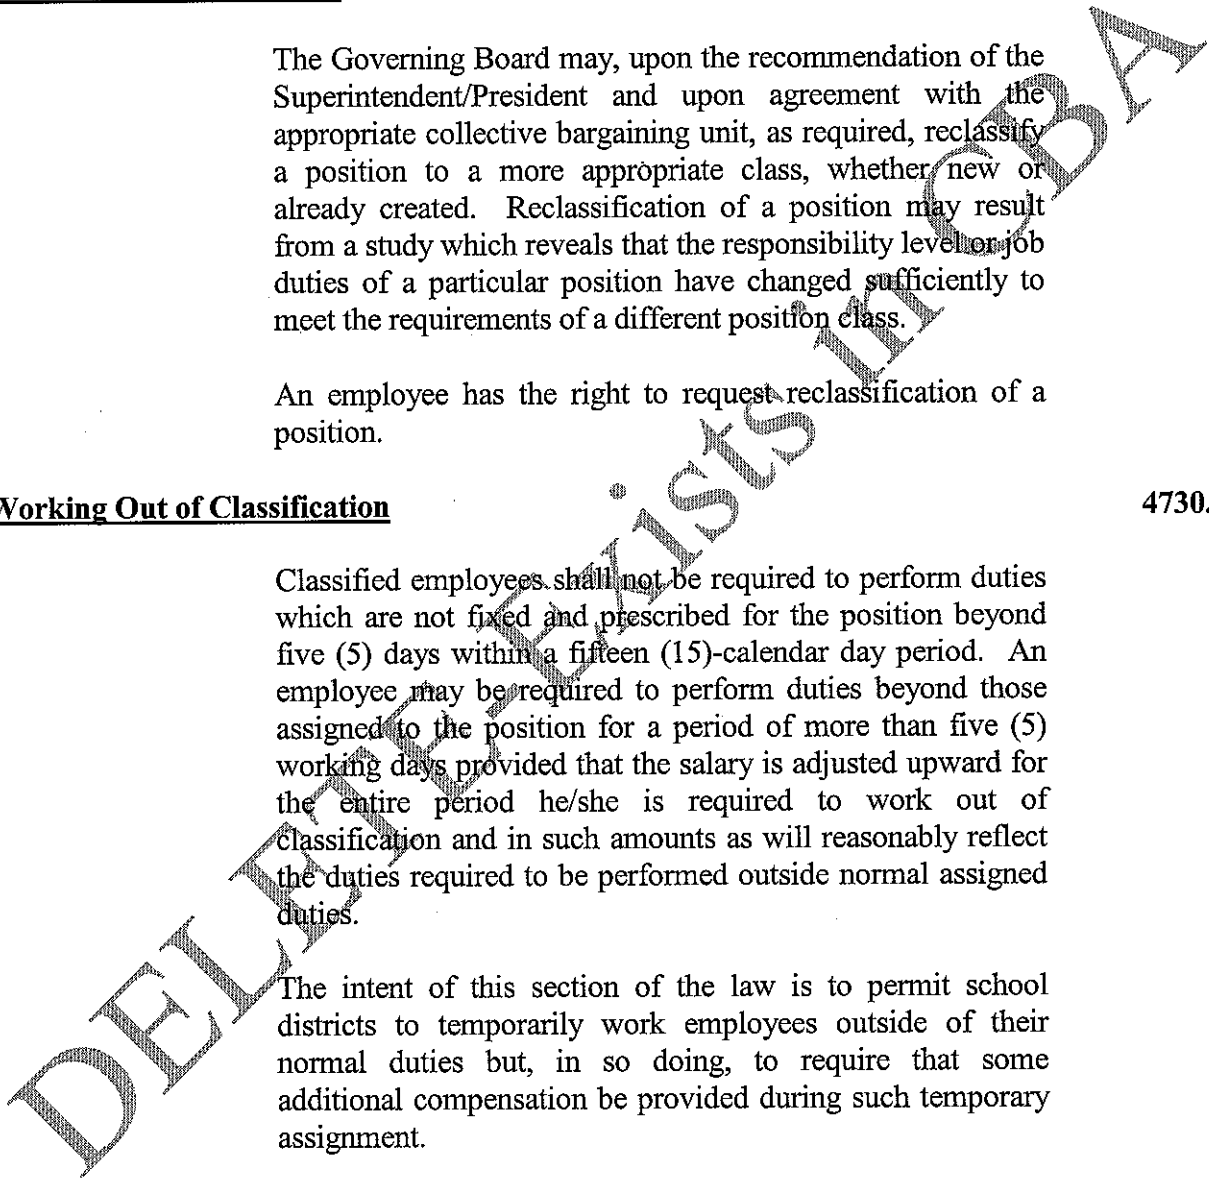 The Governing Board may, upon the recommendation of the
Superintendent/President and upon agreement with the
appropriate collective bargaining unit, as required, reclassify
a position to a more appropriate class, whether new or
already created. Reclassification of a position may result
from a study which reveals that the responsibility level or job
duties of a particular position have changed sufficiently to
meet the requirements of a different position class.
An employee has the right to request reclassification of a
position.
Working Out of Classification 4730.
Classified employees shall not be required to perform duties
which are not fixed and prescribed for the position beyond
five (5) days within a fifteen (15)-calendar day period. An
employee may be required to perform duties beyond those
assigned to the position for a period of more than five (5)
working days provided that the salary is adjusted upward for
the entire period he/she is required to work out of
classification and in such amounts as will reasonably reflect
the duties required to be performed outside normal assigned
duties.
The intent of this section of the law is to permit school
districts to temporarily work employees outside of their
normal duties but, in so doing, to require that some
additional compensation be provided during such temporary
assignment.
DELETE-Exists in CBA